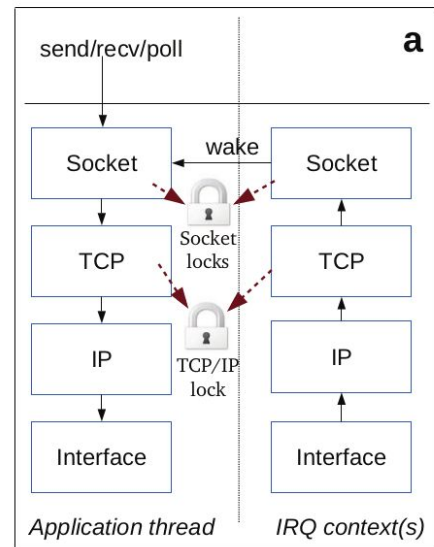 a
send/recv/poll
wake
Socket
Socket
Socket
locks
TCP
TCP
TCP/IP
lock
IP
IP
Interface
Interface
Application thread
IRQ context(s)